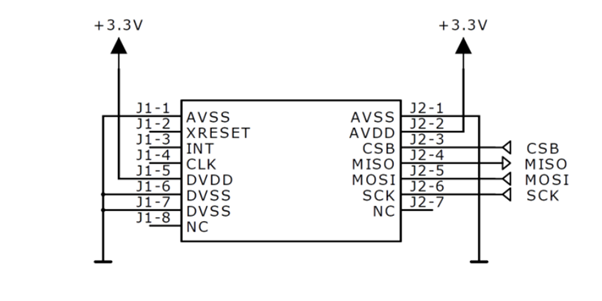 +3.3V +3.3V
J1-1 AVSS AVSS J2-1
J1-2 XRESET AVDD J2-2
J1-3 INT CSB J2-3 CSB
J1-4 CLK MISO J2-4 MISO
J1-5 DVDD MOSI J2-5 MOSI
J1-6 DVSS SCK J2-6 SCK
J1-7 DVSS NC J2-7
J1-8 NC